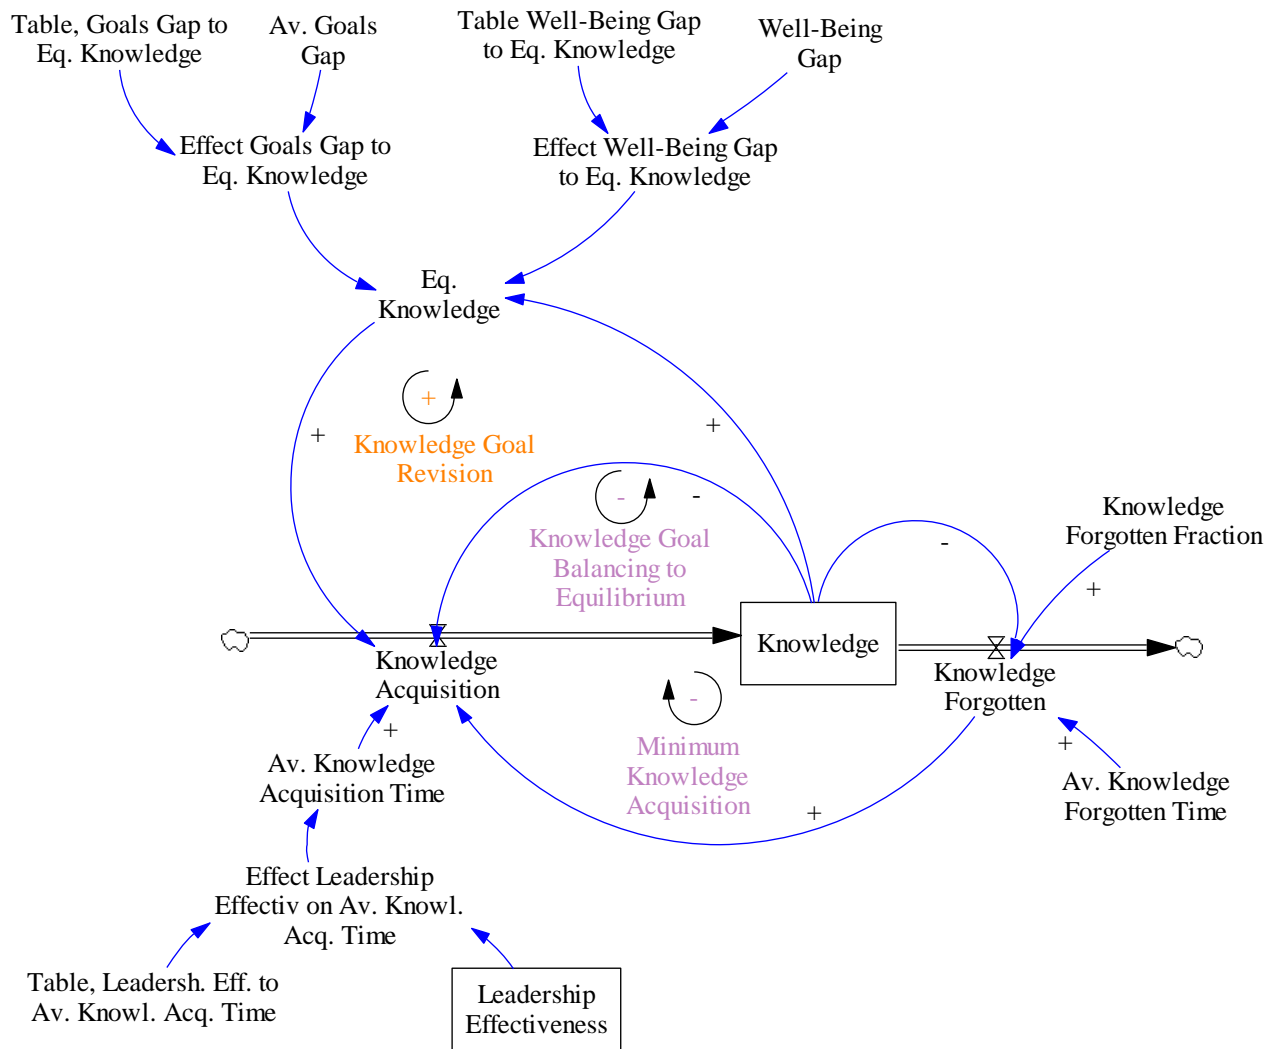 Table, Goals Gap to
Eq. Knowledge
Av. Goals
Gap
Table Well-Being Gap
to Eq. Knowledge
Well-Being
Gap
Effect Goals Gap to
Eq. Knowledge
Effect Well-Being Gap
to Eq. Knowledge
Eq.
Knowledge
+
+
Knowledge Goal
Revision
+
-
-
Knowledge Goal
Balancing to
Equilibrium
-
Knowledge
Forgotten Fraction
+
Knowledge
Knowledge
Acquisition
Knowledge
Forgotten
-
Minimum
Knowledge
Acquisition
+
+
+
Av. Knowledge
Acquisition Time
Av. Knowledge
Forgotten Time
Effect Leadership
Effectiv on Av. Knowl.
Acq. Time
Table, Leadersh. Eff. to
Av. Knowl. Acq. Time
Leadership
Effectiveness